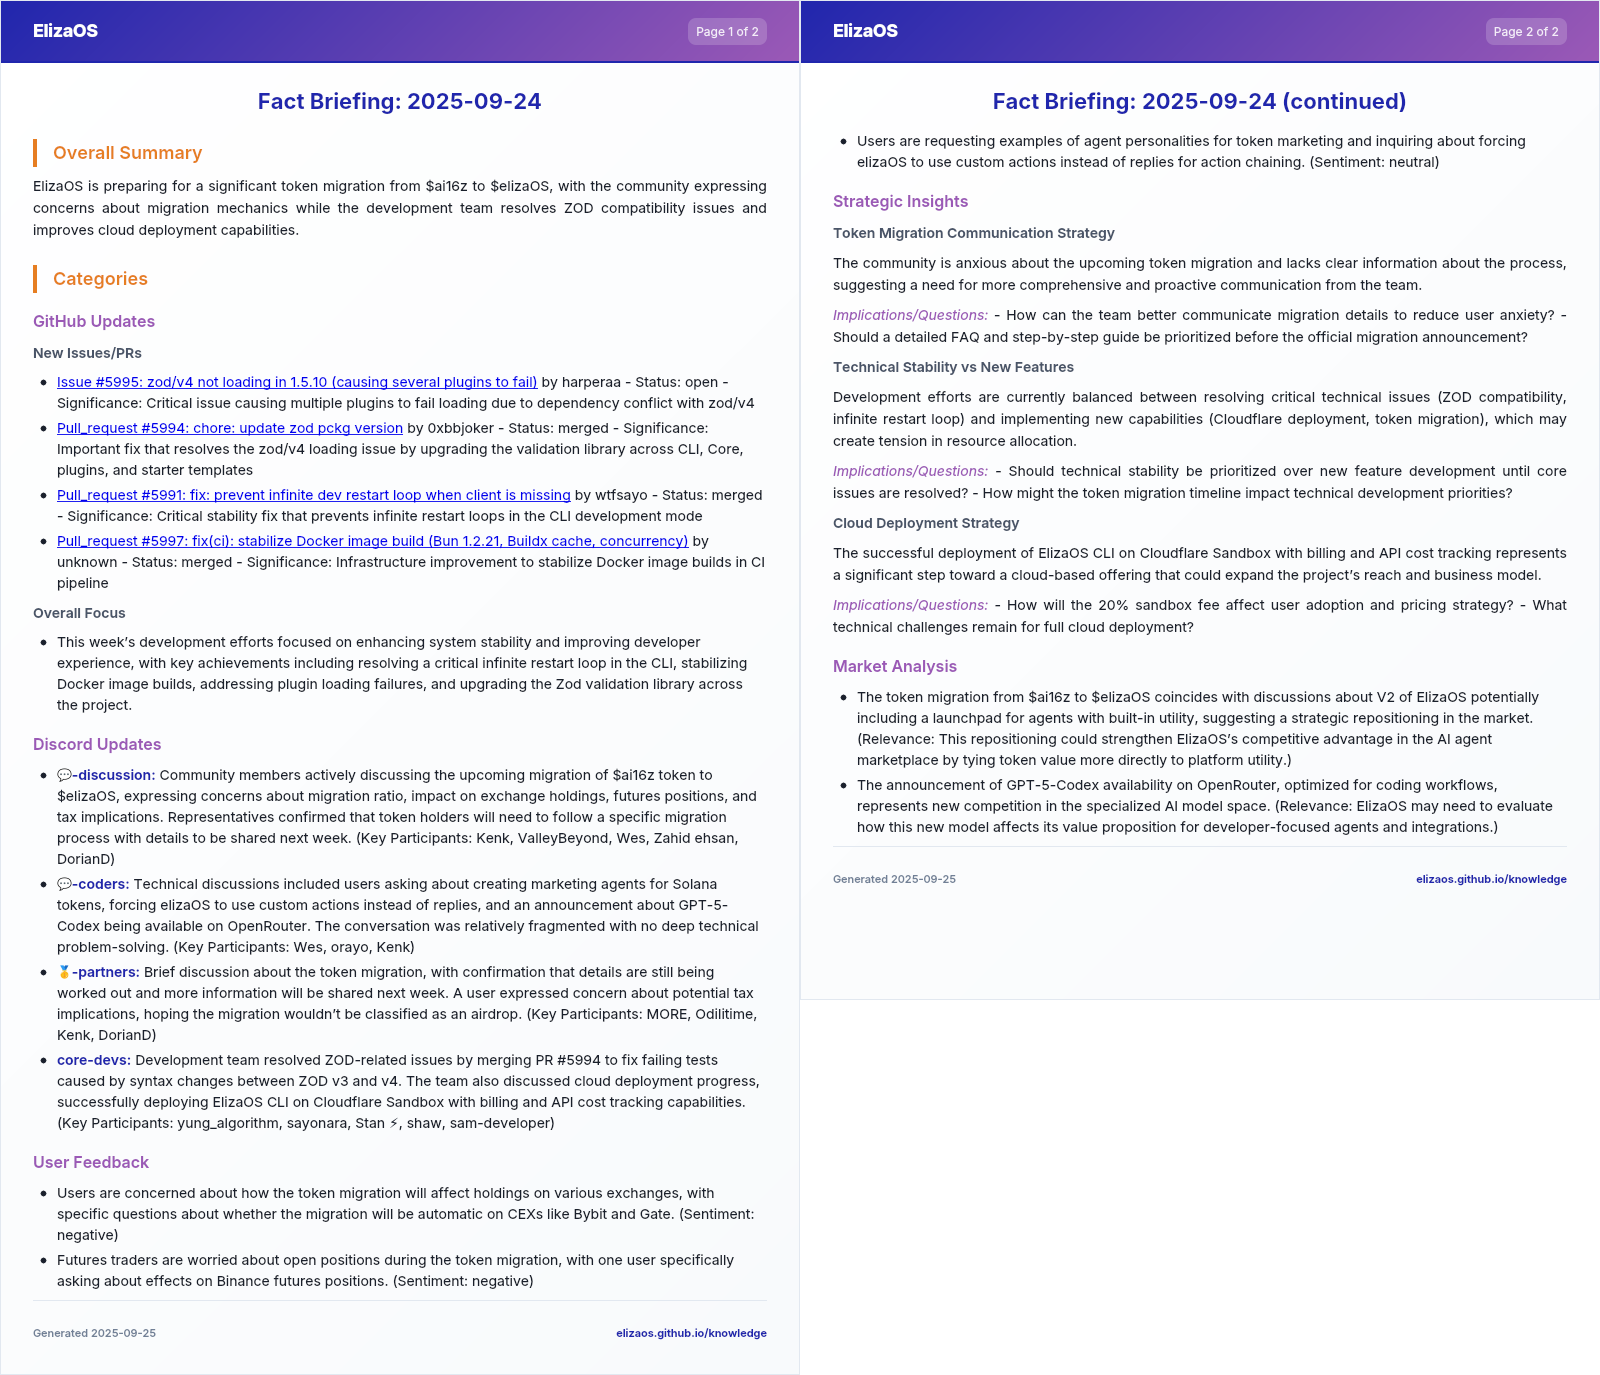 ElizaOS
Page 1 of 2
Fact Briefing: 2025-09-24
Overall Summary
ElizaOS is preparing for a significant token migration from $ai16z to $elizaOS, with the community expressing
concerns about migration mechanics while the development team resolves ZOD compatibility issues and
improves cloud deployment capabilities.
Categories
GitHub Updates
New Issues/PRs
• Issue #5995: zod/v4 not loading in 1.5.10 (causing several plugins to fail) by harperaa - Status: open -
Significance: Critical issue causing multiple plugins to fail loading due to dependency conflict with zod/v4
• Pull_request #5994: chore: update zod pckg version by 0xbbjoker - Status: merged - Significance:
Important fix that resolves the zod/v4 loading issue by upgrading the validation library across CLI, Core,
plugins, and starter templates
• Pull_request #5991: fix: prevent infinite dev restart loop when client is missing by wtfsayo - Status: merged
- Significance: Critical stability fix that prevents infinite restart loops in the CLI development mode
• Pull_request #5997: fix(ci): stabilize Docker image build (Bun 1.2.21, Buildx cache, concurrency) by
unknown - Status: merged - Significance: Infrastructure improvement to stabilize Docker image builds in CI
pipeline
Overall Focus
• This week's development efforts focused on enhancing system stability and improving developer
experience, with key achievements including resolving a critical infinite restart loop in the CLI, stabilizing
Docker image builds, addressing plugin loading failures, and upgrading the Zod validation library across
the project.
Discord Updates
• 💬-discussion: Community members actively discussing the upcoming migration of $ai16z token to
$elizaOS, expressing concerns about migration ratio, impact on exchange holdings, futures positions, and
tax implications. Representatives confirmed that token holders will need to follow a specific migration
process with details to be shared next week. (Key Participants: Kenk, ValleyBeyond, Wes, Zahid ehsan,
DorianD)
• 💬-coders: Technical discussions included users asking about creating marketing agents for Solana
tokens, forcing elizaOS to use custom actions instead of replies, and an announcement about GPT-5-
Codex being available on OpenRouter. The conversation was relatively fragmented with no deep technical
problem-solving. (Key Participants: Wes, orayo, Kenk)
• 🥇-partners: Brief discussion about the token migration, with confirmation that details are still being
worked out and more information will be shared next week. A user expressed concern about potential tax
implications, hoping the migration wouldn't be classified as an airdrop. (Key Participants: MORE, Odilitime,
Kenk, DorianD)
• core-devs: Development team resolved ZOD-related issues by merging PR #5994 to fix failing tests
caused by syntax changes between ZOD v3 and v4. The team also discussed cloud deployment progress,
successfully deploying ElizaOS CLI on Cloudflare Sandbox with billing and API cost tracking capabilities.
(Key Participants: yung_algorithm, sayonara, Stan ⚡, shaw, sam-developer)
User Feedback
• Users are concerned about how the token migration will affect holdings on various exchanges, with
specific questions about whether the migration will be automatic on CEXs like Bybit and Gate. (Sentiment:
negative)
• Futures traders are worried about open positions during the token migration, with one user specifically
asking about effects on Binance futures positions. (Sentiment: negative)
Generated 2025-09-25
elizaos.github.io/knowledge
ElizaOS
Page 2 of 2
Fact Briefing: 2025-09-24 (continued)
• Users are requesting examples of agent personalities for token marketing and inquiring about forcing
elizaOS to use custom actions instead of replies for action chaining. (Sentiment: neutral)
Strategic Insights
Token Migration Communication Strategy
The community is anxious about the upcoming token migration and lacks clear information about the process,
suggesting a need for more comprehensive and proactive communication from the team.
Implications/Questions: - How can the team better communicate migration details to reduce user anxiety? -
Should a detailed FAQ and step-by-step guide be prioritized before the official migration announcement?
Technical Stability vs New Features
Development efforts are currently balanced between resolving critical technical issues (ZOD compatibility,
infinite restart loop) and implementing new capabilities (Cloudflare deployment, token migration), which may
create tension in resource allocation.
Implications/Questions: - Should technical stability be prioritized over new feature development until core
issues are resolved? - How might the token migration timeline impact technical development priorities?
Cloud Deployment Strategy
The successful deployment of ElizaOS CLI on Cloudflare Sandbox with billing and API cost tracking represents
a significant step toward a cloud-based offering that could expand the project's reach and business model.
Implications/Questions: - How will the 20% sandbox fee affect user adoption and pricing strategy? - What
technical challenges remain for full cloud deployment?
Market Analysis
• The token migration from $ai16z to $elizaOS coincides with discussions about V2 of ElizaOS potentially
including a launchpad for agents with built-in utility, suggesting a strategic repositioning in the market.
(Relevance: This repositioning could strengthen ElizaOS's competitive advantage in the AI agent
marketplace by tying token value more directly to platform utility.)
• The announcement of GPT-5-Codex availability on OpenRouter, optimized for coding workflows,
represents new competition in the specialized AI model space. (Relevance: ElizaOS may need to evaluate
how this new model affects its value proposition for developer-focused agents and integrations.)
Generated 2025-09-25
elizaos.github.io/knowledge